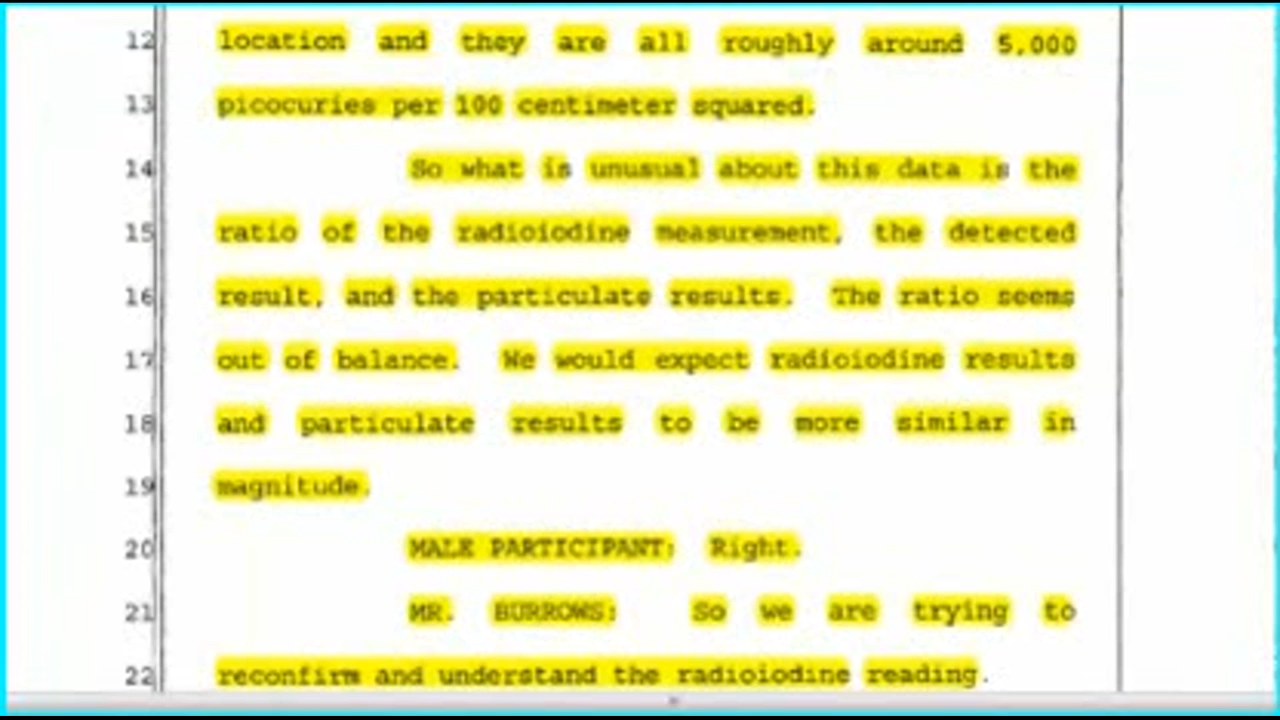 12 location and they are all roughly around 5,000
13 picocuries per 100 centimeter squared.
14 So what is unusual about this data is the
15 ratio of the radioiodine measurement, the detected
16 result, and the particulate results. The ratio seems
17 out of balance. We would expect radioiodine results
18 and particulate results to be more similar in
19 magnitude.
20 MALE PARTICIPANT: Right.
21 MR. BURROWS: So we are trying to
22 reconfirm and understand the radioiodine reading.